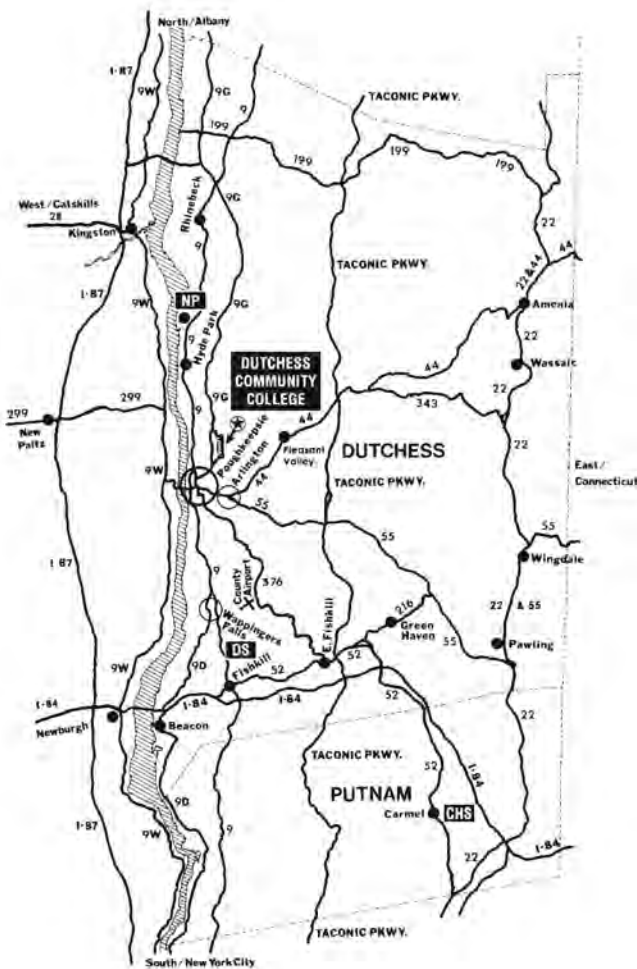 North/Albany
I-87
9W
9G
9
TACONIC PKWY.
199
199
199
199
9G
Rhinebeck
22
West/Catskills
28
Kingston
9
44
22&44
TACONIC PKWY.
I-87
9W
9G
NP
Amenia
9
Hyde Park
22
DUTCHESS
COMMUNITY
COLLEGE
44
Wassaic
9
9G
22
299
299
New Paltz
44
343
Poughkeepsie
Arlington
Pleasant
Valley
DUTCHESS
22
9W
44
TACONIC PKWY.
East/
Connecticut
55
55
55
I-87
9
County
Airport
376
Wingdale
Wappingers
Falls
216
Green
Haven
22
& 55
E. Fishkill
55
Pawling
DS
9W
9D
Fishkill
52
52
I-84
I-84
I-84
52
22
Newburgh
Beacon
TACONIC PKWY.
I-84
9D
PUTNAM
52
I-87
9W
9
Carmel
CHS
22
I-84
TACONIC PKWY.
South/New York City